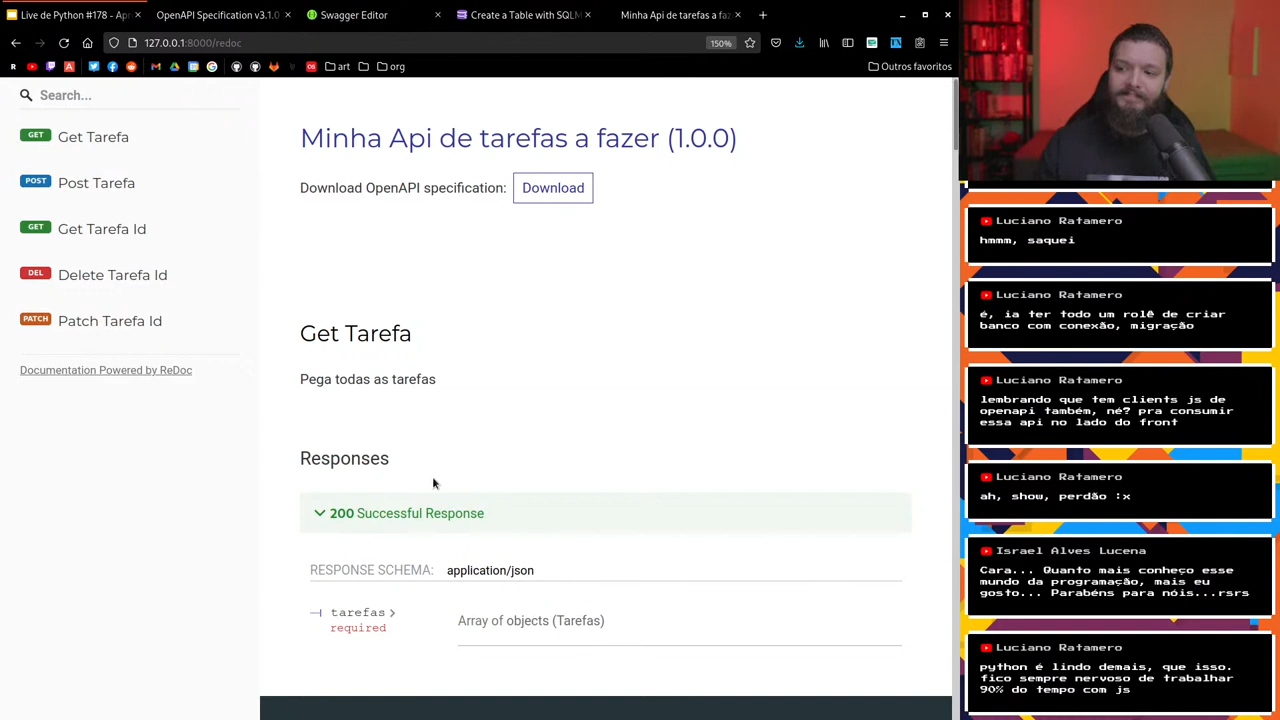 Live de Python #178 - Apr
OpenAPI Specification v3.1.0
Swagger Editor
Create a Table with SQLM
Minha Api de tarefas a faz
127.0.0.1:8000/redoc
150%
art
org
Outros favoritos
Search...
GET Get Tarefa
POST Post Tarefa
GET Get Tarefa Id
DEL Delete Tarefa Id
PATCH Patch Tarefa Id
Documentation Powered by ReDoc
Minha Api de tarefas a fazer (1.0.0)
Download OpenAPI specification: Download
Get Tarefa
Pega todas as tarefas
Responses
200 Successful Response
RESPONSE SCHEMA: application/json
tarefas
required
Array of objects (Tarefas)
Luciano Ratamero
hmmm, saquei
Luciano Ratamero
é, ia ter todo um rolê de criar
banco com conexão, migração
Luciano Ratamero
lembrando que tem clients js de
openapi também, né? pra consumir
essa api no lado do front
Luciano Ratamero
ah, show, perdão :x
Israel Alves Lucena
Cara... Quanto mais conheço esse
mundo da programação, mais eu
gosto... Parabéns para nóis...rsrs
Luciano Ratamero
python é lindo demais, que isso.
fico sempre nervoso de trabalhar
90% do tempo com js